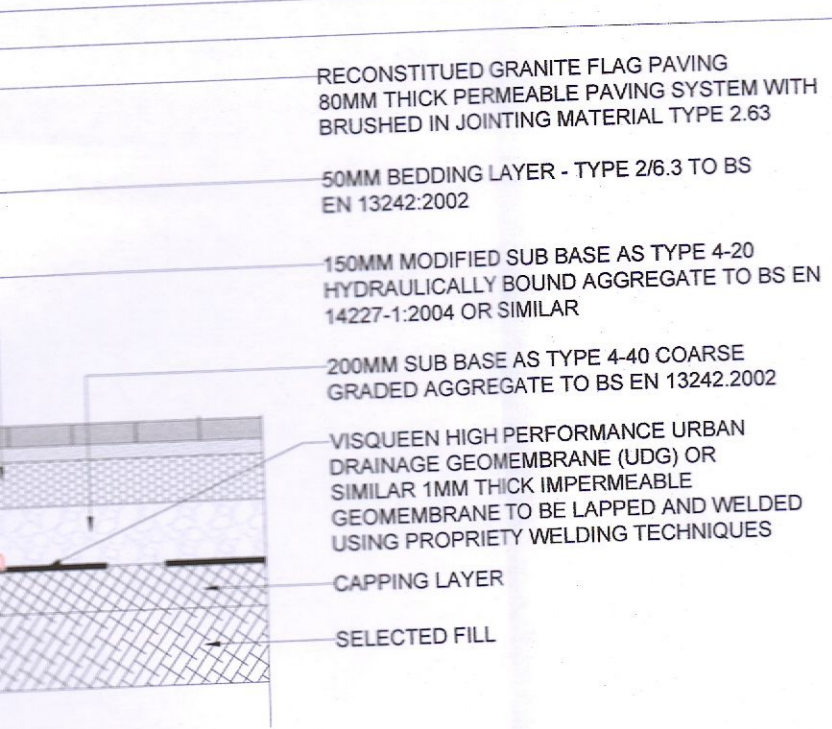 RECONSTITUED GRANITE FLAG PAVING
80MM THICK PERMEABLE PAVING SYSTEM WITH
BRUSHED IN JOINTING MATERIAL TYPE 2.63
50MM BEDDING LAYER - TYPE 2/6.3 TO BS
EN 13242:2002
150MM MODIFIED SUB BASE AS TYPE 4-20
HYDRAULICALLY BOUND AGGREGATE TO BS EN
14227-1:2004 OR SIMILAR
200MM SUB BASE AS TYPE 4-40 COARSE
GRADED AGGREGATE TO BS EN 13242.2002
VISQUEEN HIGH PERFORMANCE URBAN
DRAINAGE GEOMEMBRANE (UDG) OR
SIMILAR 1MM THICK IMPERMEABLE
GEOMEMBRANE TO BE LAPPED AND WELDED
USING PROPRIETY WELDING TECHNIQUES
CAPPING LAYER
SELECTED FILL